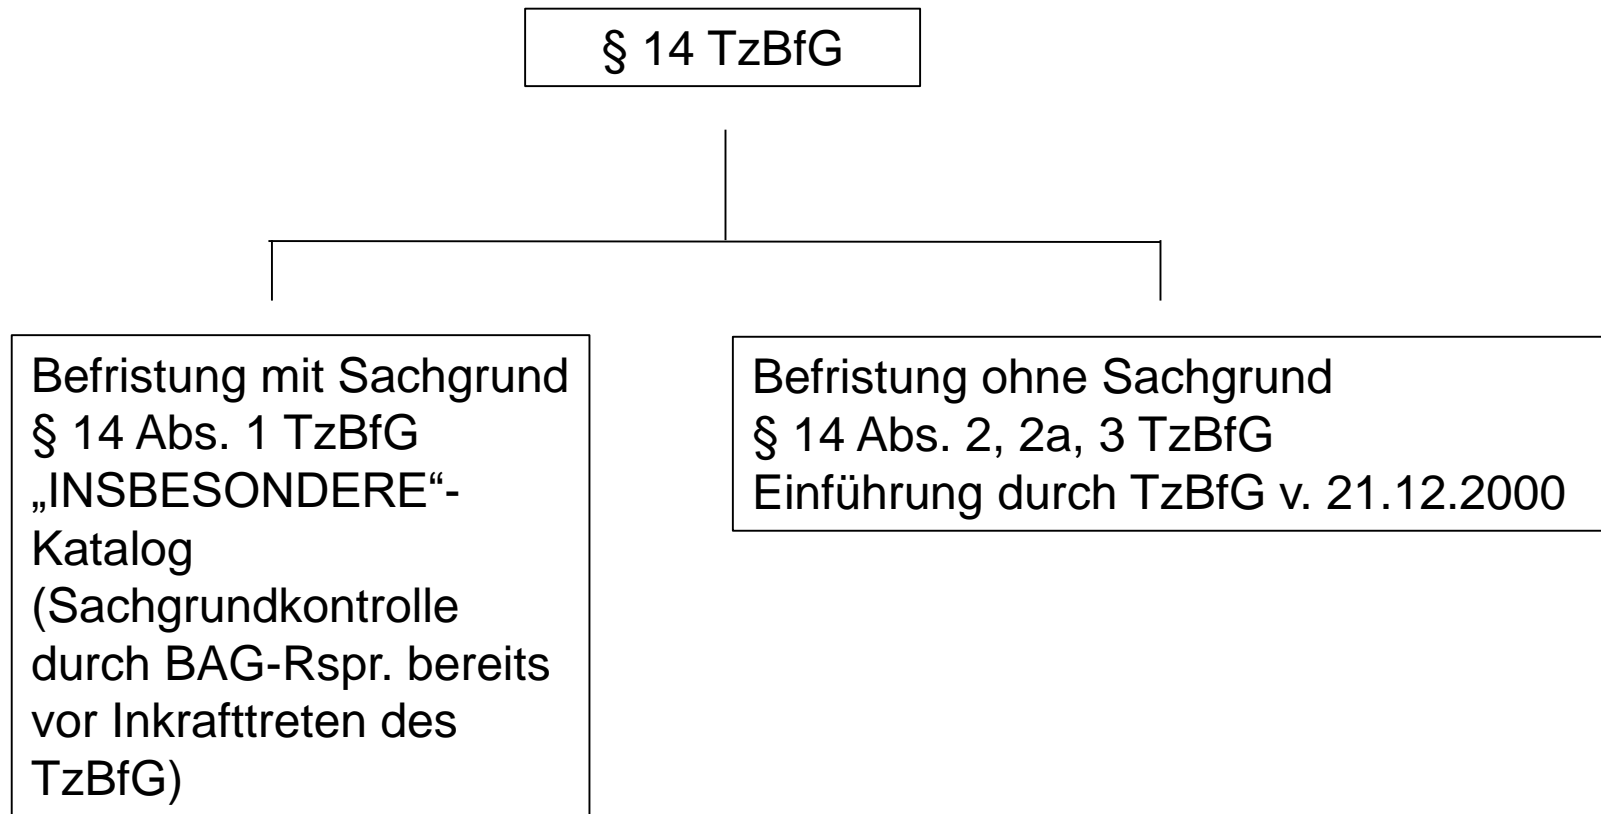 § 14 TzBfG
Befristung mit Sachgrund
§ 14 Abs. 1 TzBfG
„INSBESONDERE“-
Katalog
(Sachgrundkontrolle
durch BAG-Rspr. bereits
vor Inkrafttreten des
TzBfG)
Befristung ohne Sachgrund
§ 14 Abs. 2, 2a, 3 TzBfG
Einführung durch TzBfG v. 21.12.2000